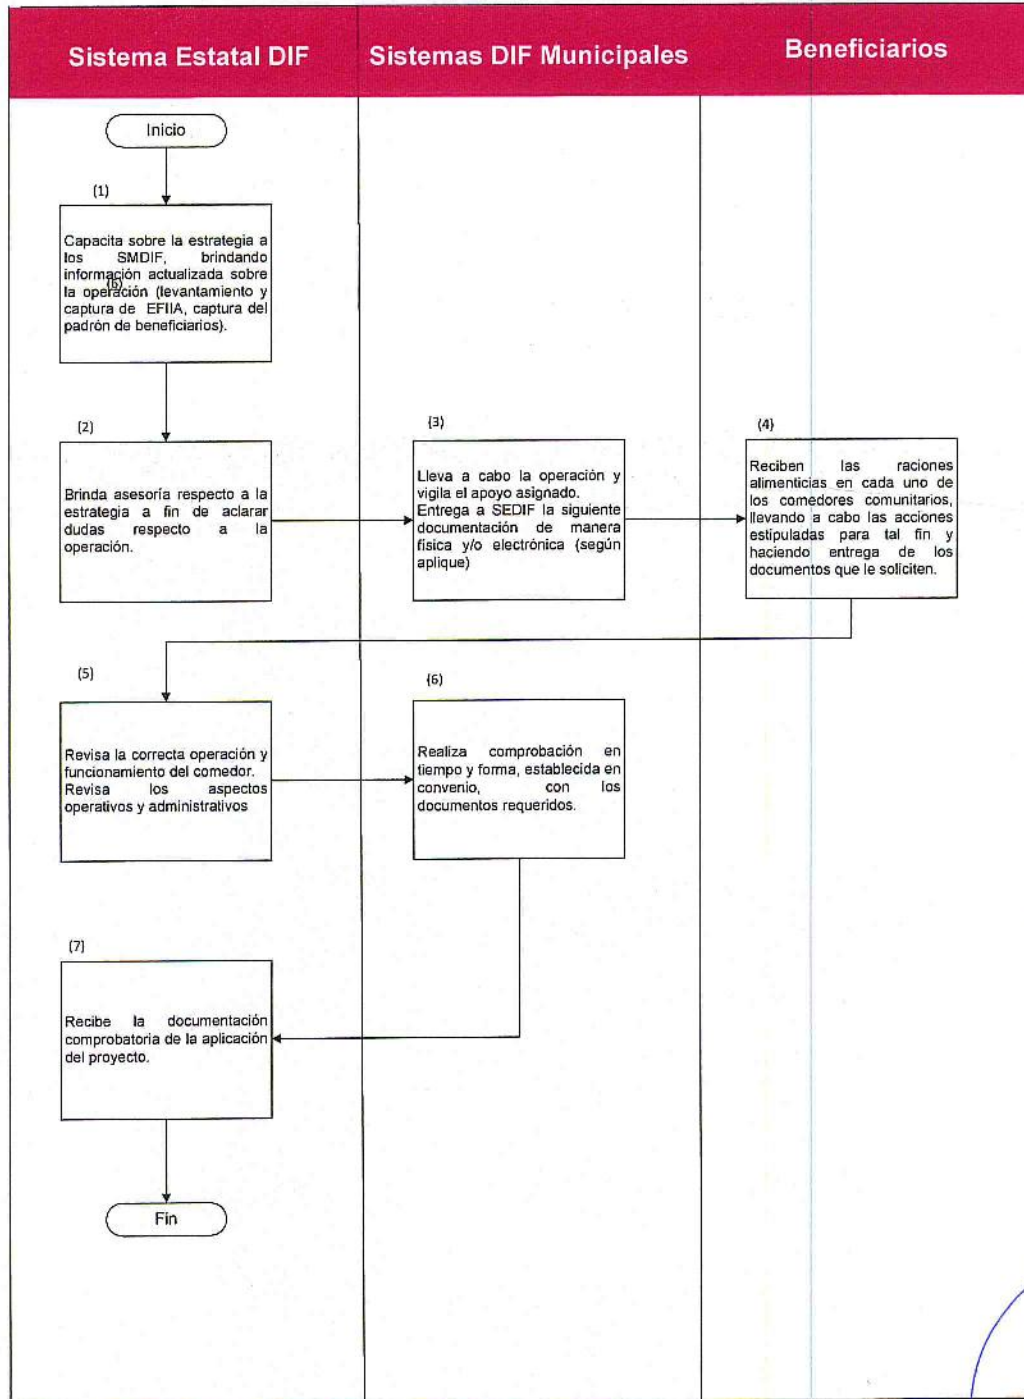 Sistema Estatal DIF
Sistemas DIF Municipales
Beneficiarios
Inicio
(1)
Capacita sobre la estrategia a
los SMDIF, brindando
información actualizada sobre
(6)
la operación (levantamiento y
captura de EFIIA, captura del
padrón de beneficiarios).
(2)
Brinda asesoría respecto a la
estrategia a fin de aclarar
dudas respecto a la
operación.
(3)
Lleva a cabo la operación y
vigila el apoyo asignado.
Entrega a SEDIF la siguiente
documentación de manera
física y/o electrónica (según
aplique)
(4)
Reciben las raciones
alimenticias en cada uno de
los comedores comunitarios,
llevando a cabo las acciones
estipuladas para tal fin y
haciendo entrega de los
documentos que le soliciten.
(5)
Revisa la correcta operación y
funcionamiento del comedor.
Revisa los aspectos
operativos y administrativos
(6)
Realiza comprobación en
tiempo y forma, establecida en
convenio, con los
documentos requeridos.
(7)
Recibe la documentación
comprobatoria de la aplicación
del proyecto.
Fin